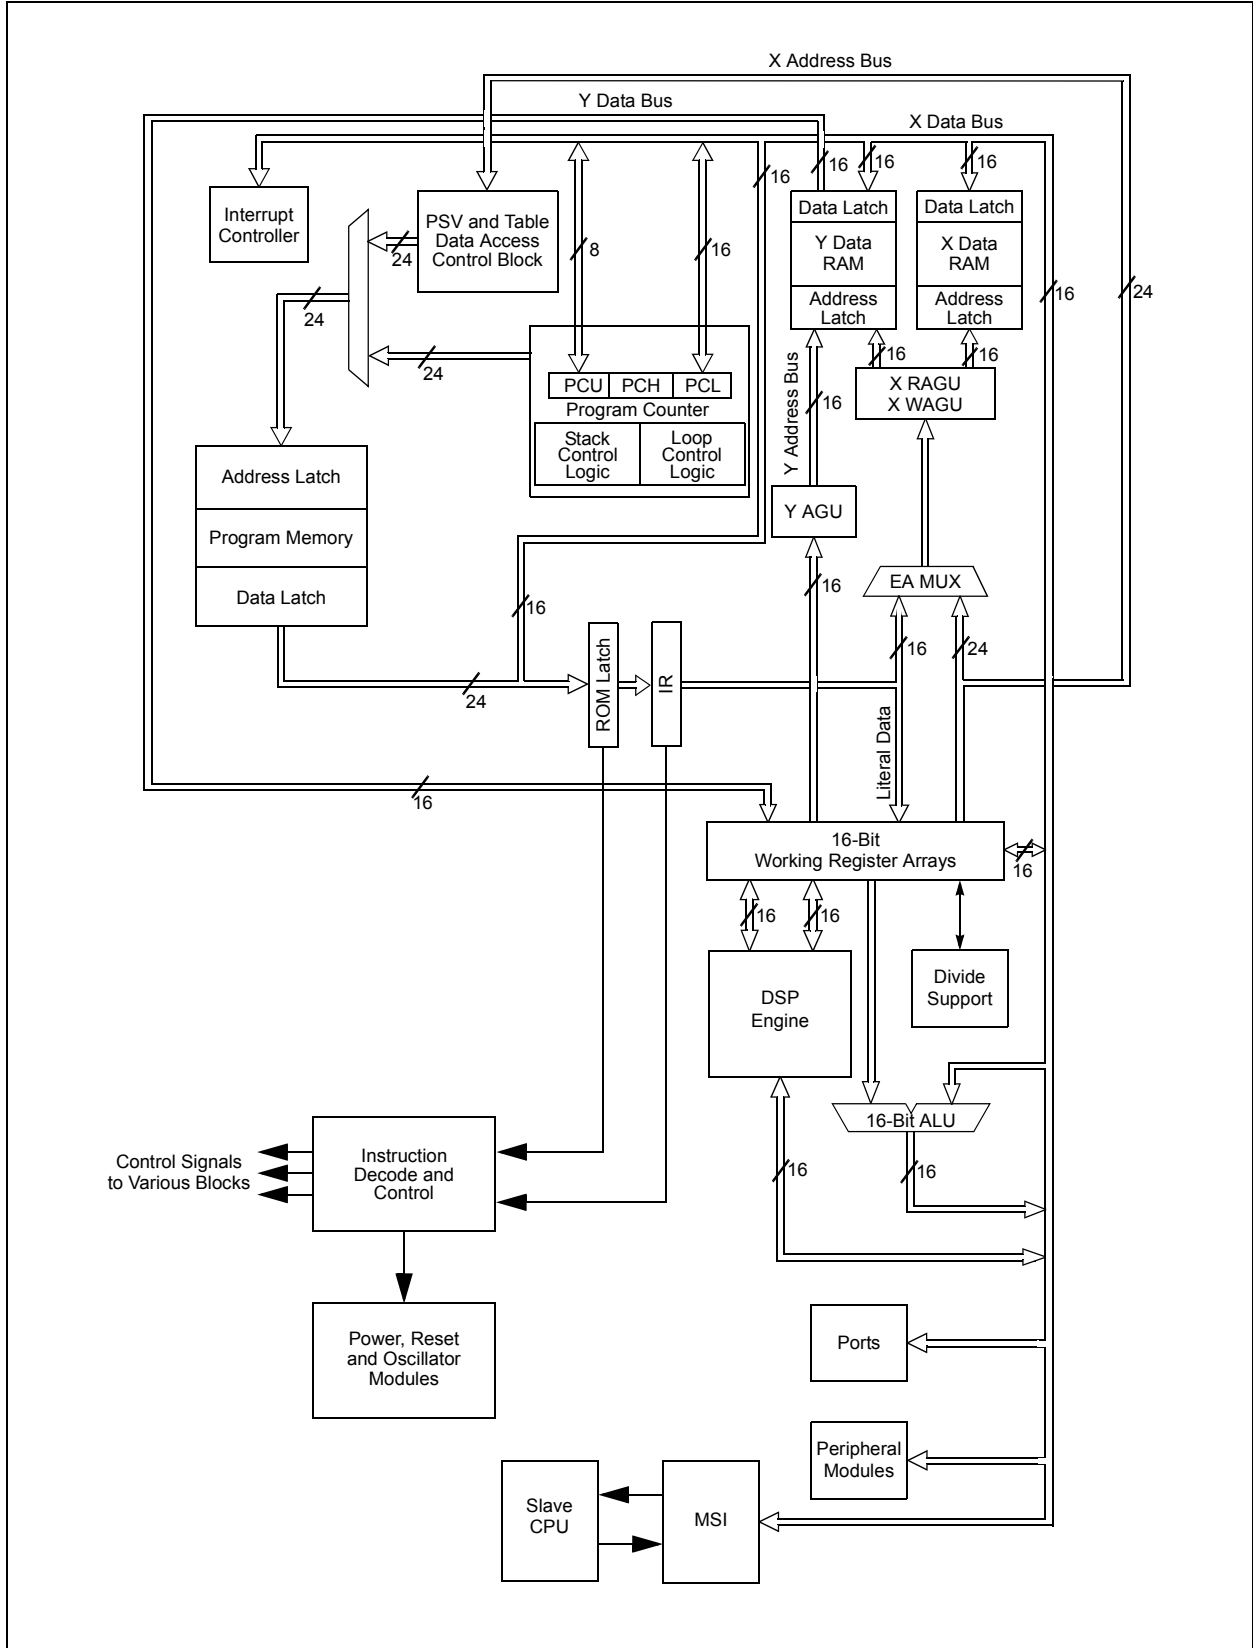 X Address Bus
Y Data Bus
X Data Bus
16
16
16
16
Interrupt
Controller
PSV and Table
Data Access
Control Block
24
8
16
Data Latch
Y Data
RAM
Address
Latch
Data Latch
X Data
RAM
Address
Latch
16
24
24
24
16
16
PCU
PCH
PCL
Program Counter
Stack
Control
Logic
Loop
Control
Logic
X RAGU
X WAGU
Y Address Bus
16
Address Latch
Program Memory
Data Latch
Y AGU
16
EA MUX
16
16
24
24
ROM Latch
IR
Literal Data
16
16-Bit
Working Register Arrays
16
16
16
DSP
Engine
Divide
Support
16-Bit ALU
16
16
Control Signals
to Various Blocks
Instruction
Decode and
Control
Power, Reset
and Oscillator
Modules
Ports
Peripheral
Modules
Slave
CPU
MSI